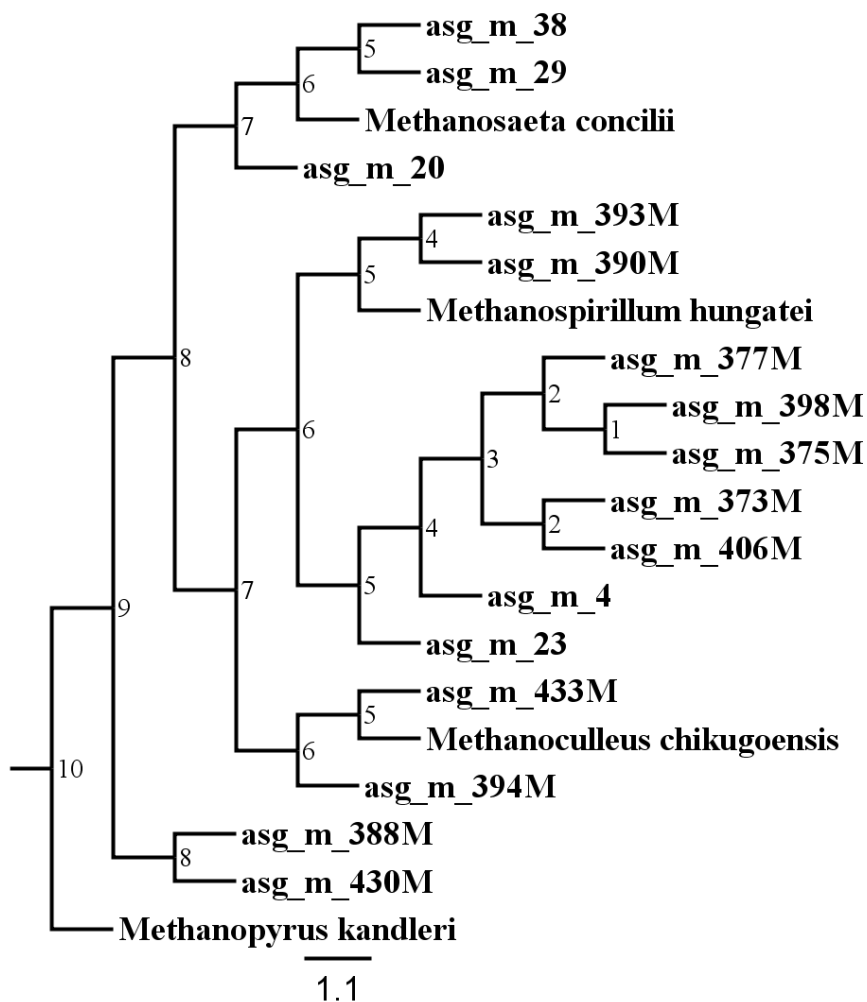 asg_m_38
5
asg_m_29
6
Methanosaeta concilii
7
asg_m_20
asg_m_393M
4
asg_m_390M
5
Methanospirillum hungatei
8
asg_m_377M
2
asg_m_398M
1
asg_m_375M
6
3
asg_m_373M
2
asg_m_406M
4
asg_m_4
7
5
9
asg_m_23
asg_m_433M
5
Methanoculleus chikugoensis
6
10
asg_m_394M
asg_m_388M
8
asg_m_430M
Methanopyrus kandleri
1.1